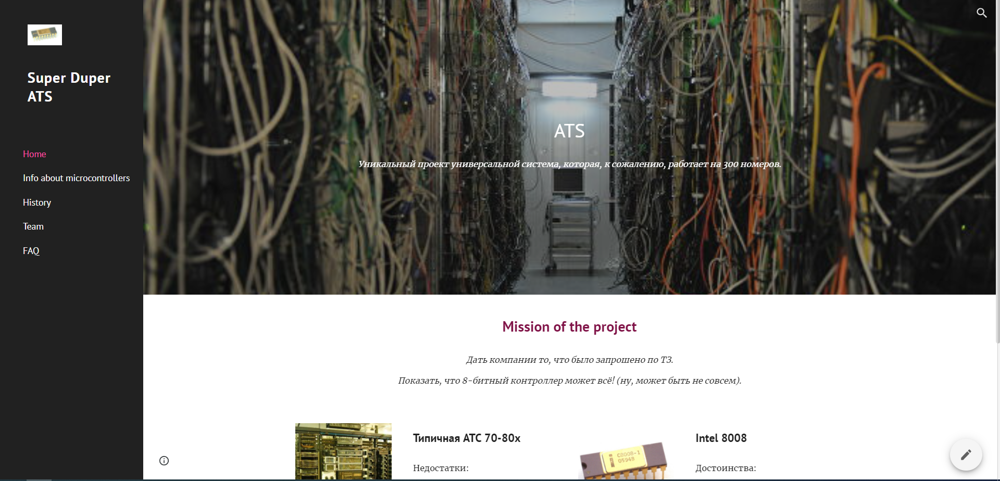 Super Duper
ATS
Home
Info about microcontrollers
History
Team
FAQ
ATS
Уникальный проект универсальной система, которая, к сожалению, работает на 300 номеров.
Mission of the project
Дать компании то, что было запрошено по ТЗ.
Показать, что 8-битный контроллер может всё! (ну, может быть не совсем).
Типичная АТС 70-80х
Недостатки:
C8008-1
05948
Intel 8008
Достоинства: